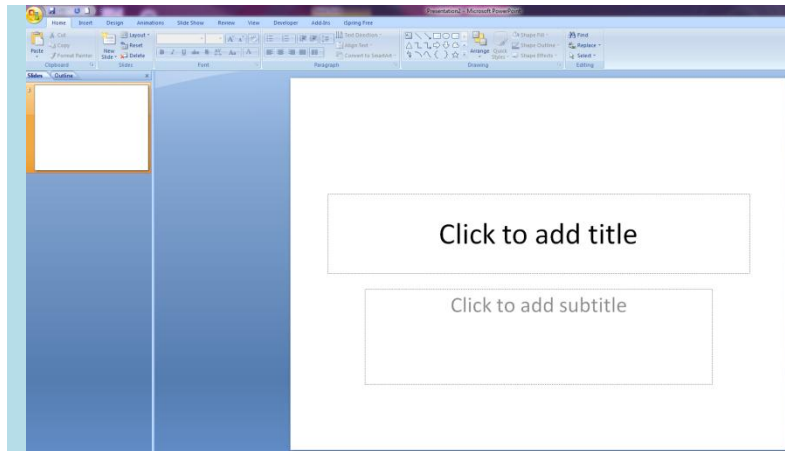 Presentation2 - Microsoft PowerPoint
Home Insert Design Animations Slide Show Review View Developer Add-Ins iSpring Free
Cut Layout Text Direction Shape Fill Find
Copy Reset Align Text Shape Outline Replace
Paste Format Painter New Slide Delete Convert to SmartArt Arrange Quick Styles Shape Effects Select
Clipboard Slides Font Paragraph Drawing Editing
Slides Outline
Click to add title
Click to add subtitle